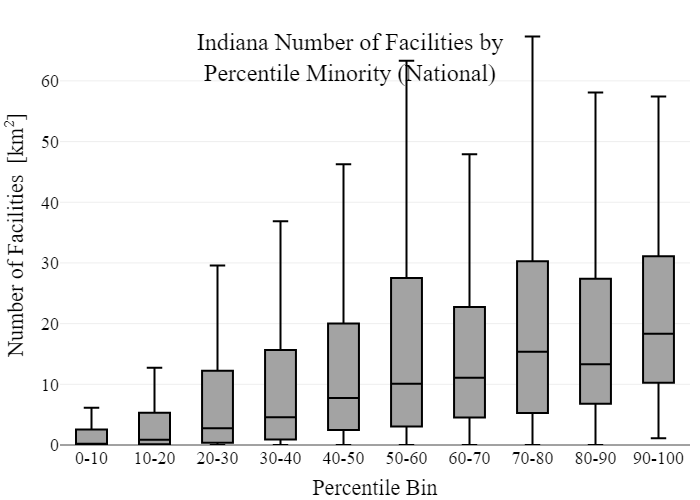 Indiana Number of Facilities by
Percentile Minority (National)
Number of Facilities [km²]
60
50
40
30
20
10
0
0-10 10-20 20-30 30-40 40-50 50-60 60-70 70-80 80-90 90-100
Percentile Bin